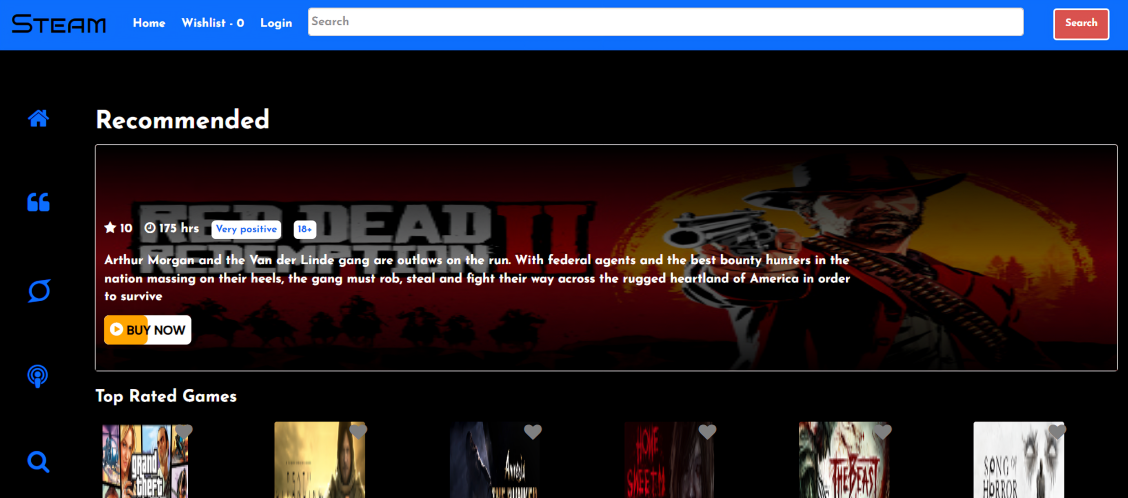 STEAM Home Wishlist - 0 Login Search Search
Recommended
RED DEAD
REDEMPTION II
10 175 hrs Very positive 18+
Arthur Morgan and the Van der Linde gang are outlaws on the run. With federal agents and the best bounty hunters in the
nation massing on their heels, the gang must rob, steal and fight their way across the rugged heartland of America in order
to survive
BUY NOW
Top Rated Games
grand
theft
DEATH
Amnesia
HOME
SWEET H
THE BEAST
SONG OF
HORROR